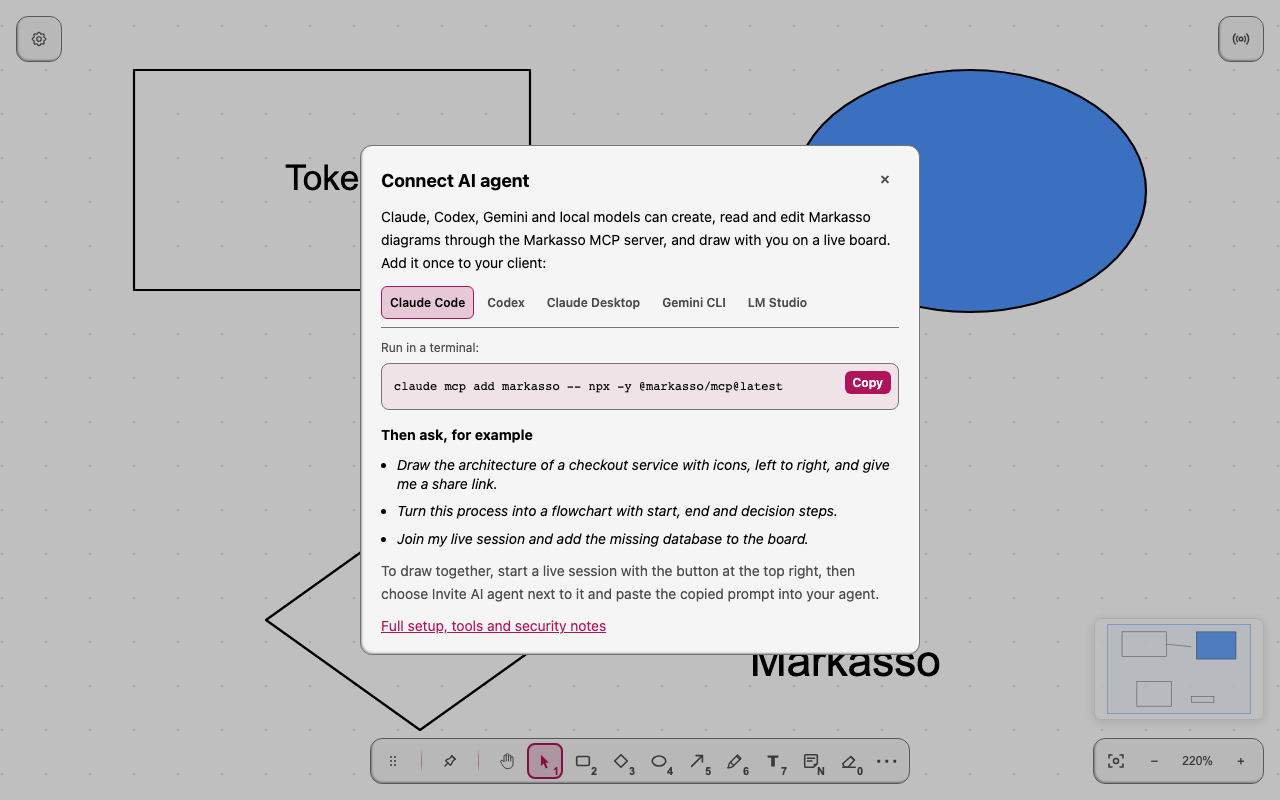 Connect AI agent
Claude, Codex, Gemini and local models can create, read and edit Markasso
diagrams through the Markasso MCP server, and draw with you on a live board.
Add it once to your client:
Claude Code
Codex
Claude Desktop
Gemini CLI
LM Studio
Run in a terminal:
claude mcp add markasso -- npx -y @markasso/mcp@latest
Copy
Then ask, for example
Draw the architecture of a checkout service with icons, left to right, and give
me a share link.
Turn this process into a flowchart with start, end and decision steps.
Join my live session and add the missing database to the board.
To draw together, start a live session with the button at the top right, then
choose Invite AI agent next to it and paste the copied prompt into your agent.
Full setup, tools and security notes
Toke
Markasso
1
2
3
4
5
6
T 7
N
0
220%